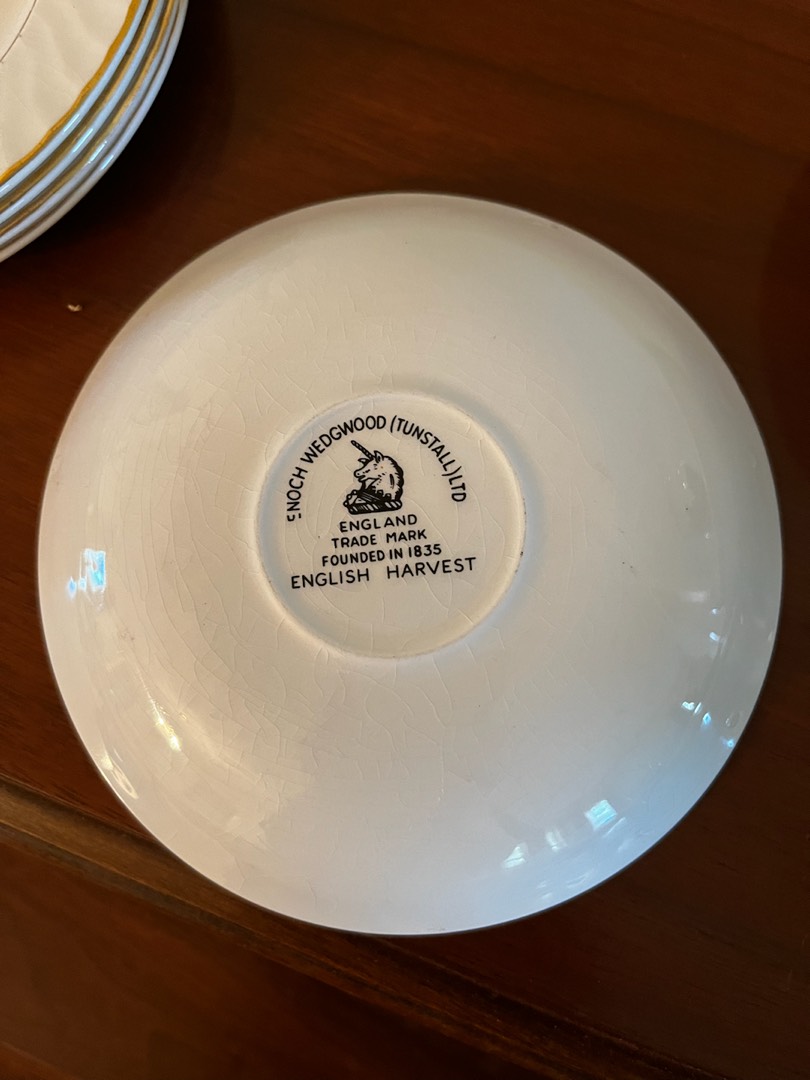 ENOCH WEDGWOOD (TUNSTALL) LTD
ENGLAND
TRADE MARK
FOUNDED IN 1835
ENGLISH HARVEST